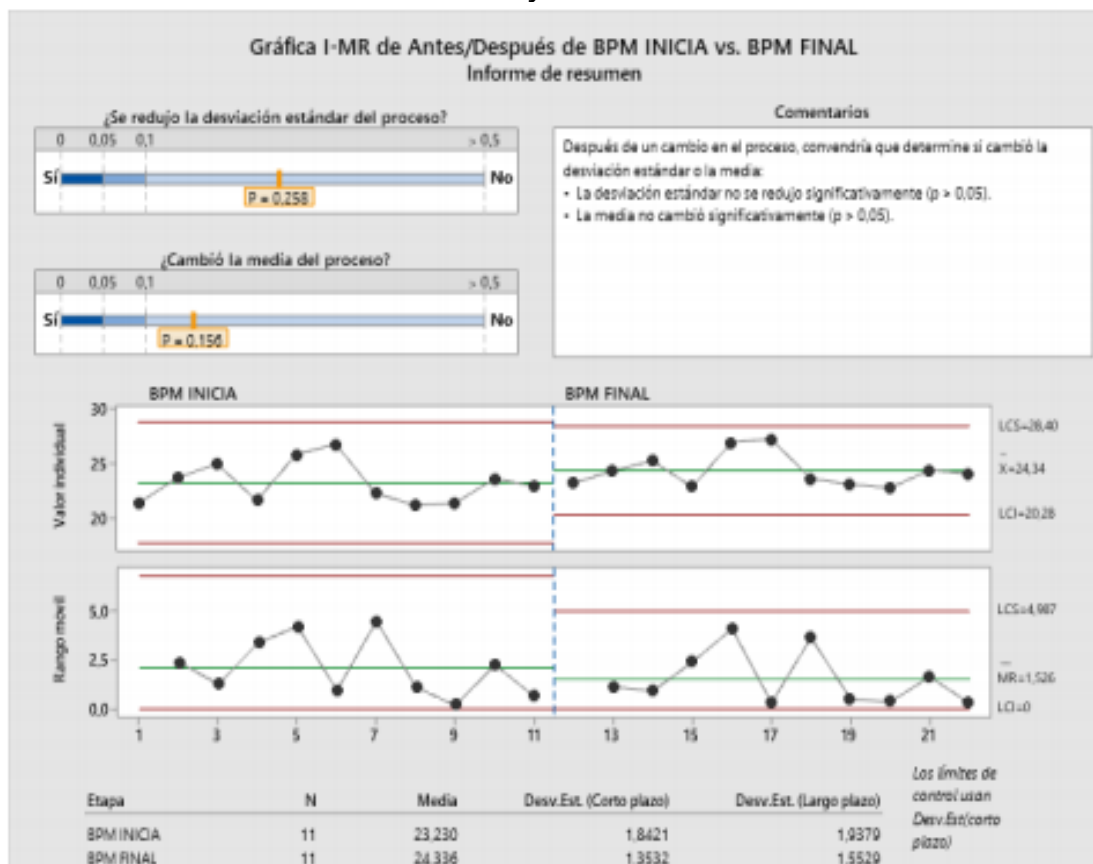 Gráfica I-MR de Antes/Después de BPM INICIA vs. BPM FINAL
Informe de resumen
¿Se redujo la desviación estándar del proceso?
0 0,05 0,1 > 0,5
Sí No
P = 0.258
¿Cambió la media del proceso?
0 0,05 0,1 > 0,5
Sí No
P = 0.156
Comentarios
Después de un cambio en el proceso, convendría que determine si cambió la
desviación estándar o la media:
• La desviación estándar no se redujo significativamente (p > 0,05).
• La media no cambió significativamente (p > 0,05).
BPM INICIA BPM FINAL
Valor individual
30
25
20
LCS=28,40
X=24,34
LCI=20,28
Rango movil
5,0
2,5
0,0
LCS=4,987
MR=1,526
LCI=0
1 3 5 7 9 11 13 15 17 19 21
Etapa N Media Desv.Est. (Corto plazo) Desv.Est. (Largo plazo)
BPM INICIA 11 23,230 1,8421 1,9379
BPM FINAL 11 24,336 1,3532 1,5529
Los límites de
control usan
Desv.Est(corto
plazo)